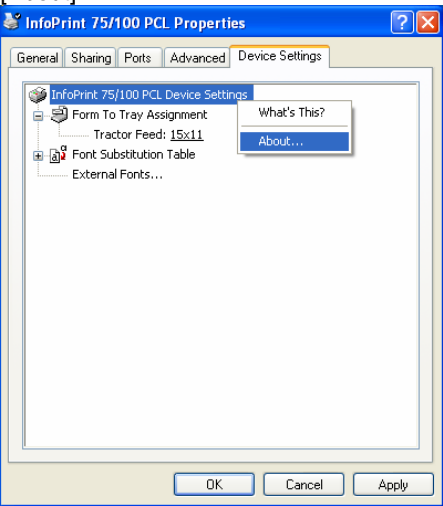 InfoPrint 75/100 PCL Properties
General Sharing Ports Advanced Device Settings
InfoPrint 75/100 PCL Device Settings
What's This?
Form To Tray Assignment
About...
Tractor Feed: 15x11
Font Substitution Table
External Fonts...
OK Cancel Apply